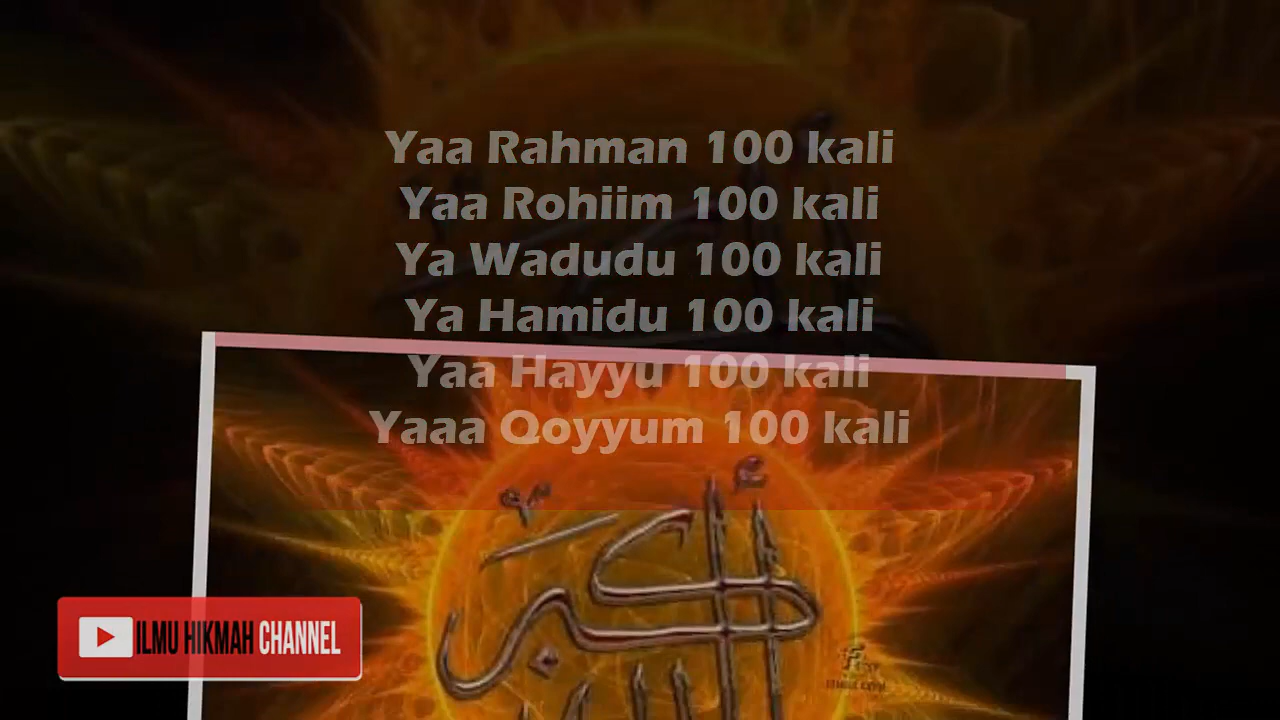 Yaa Rahman 100 kali
Yaa Rohiim 100 kali
Ya Wadudu 100 kali
Ya Hamidu 100 kali
Yaa Hayyu 100 kali
Yaaa Qoyyum 100 kali
أكبر
ILMU HIKMAH CHANNEL